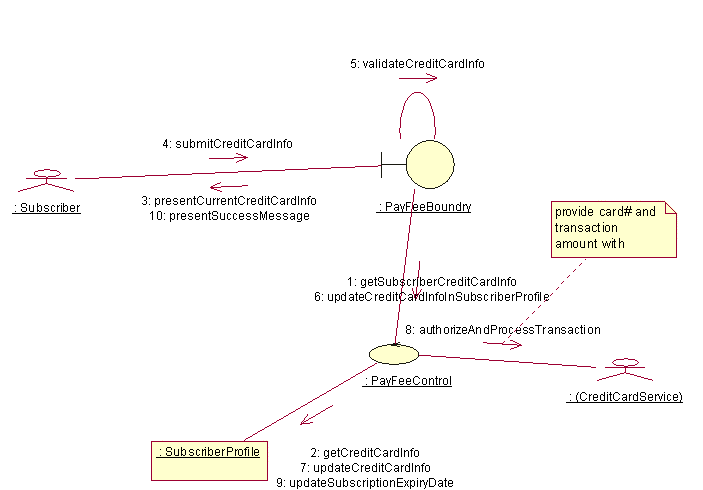 5: validateCreditCardInfo
4: submitCreditCardInfo
3: presentCurrentCreditCardInfo
10: presentSuccessMessage
: Subscriber
: PayFeeBoundry
provide card# and
transaction
amount with
1: getSubscriberCreditCardInfo
6: updateCreditCardInfoInSubscriberProfile
8: authorizeAndProcessTransaction
: PayFeeControl
: (CreditCardService)
: SubscriberProfile
2: getCreditCardInfo
7: updateCreditCardInfo
9: updateSubscriptionExpiryDate